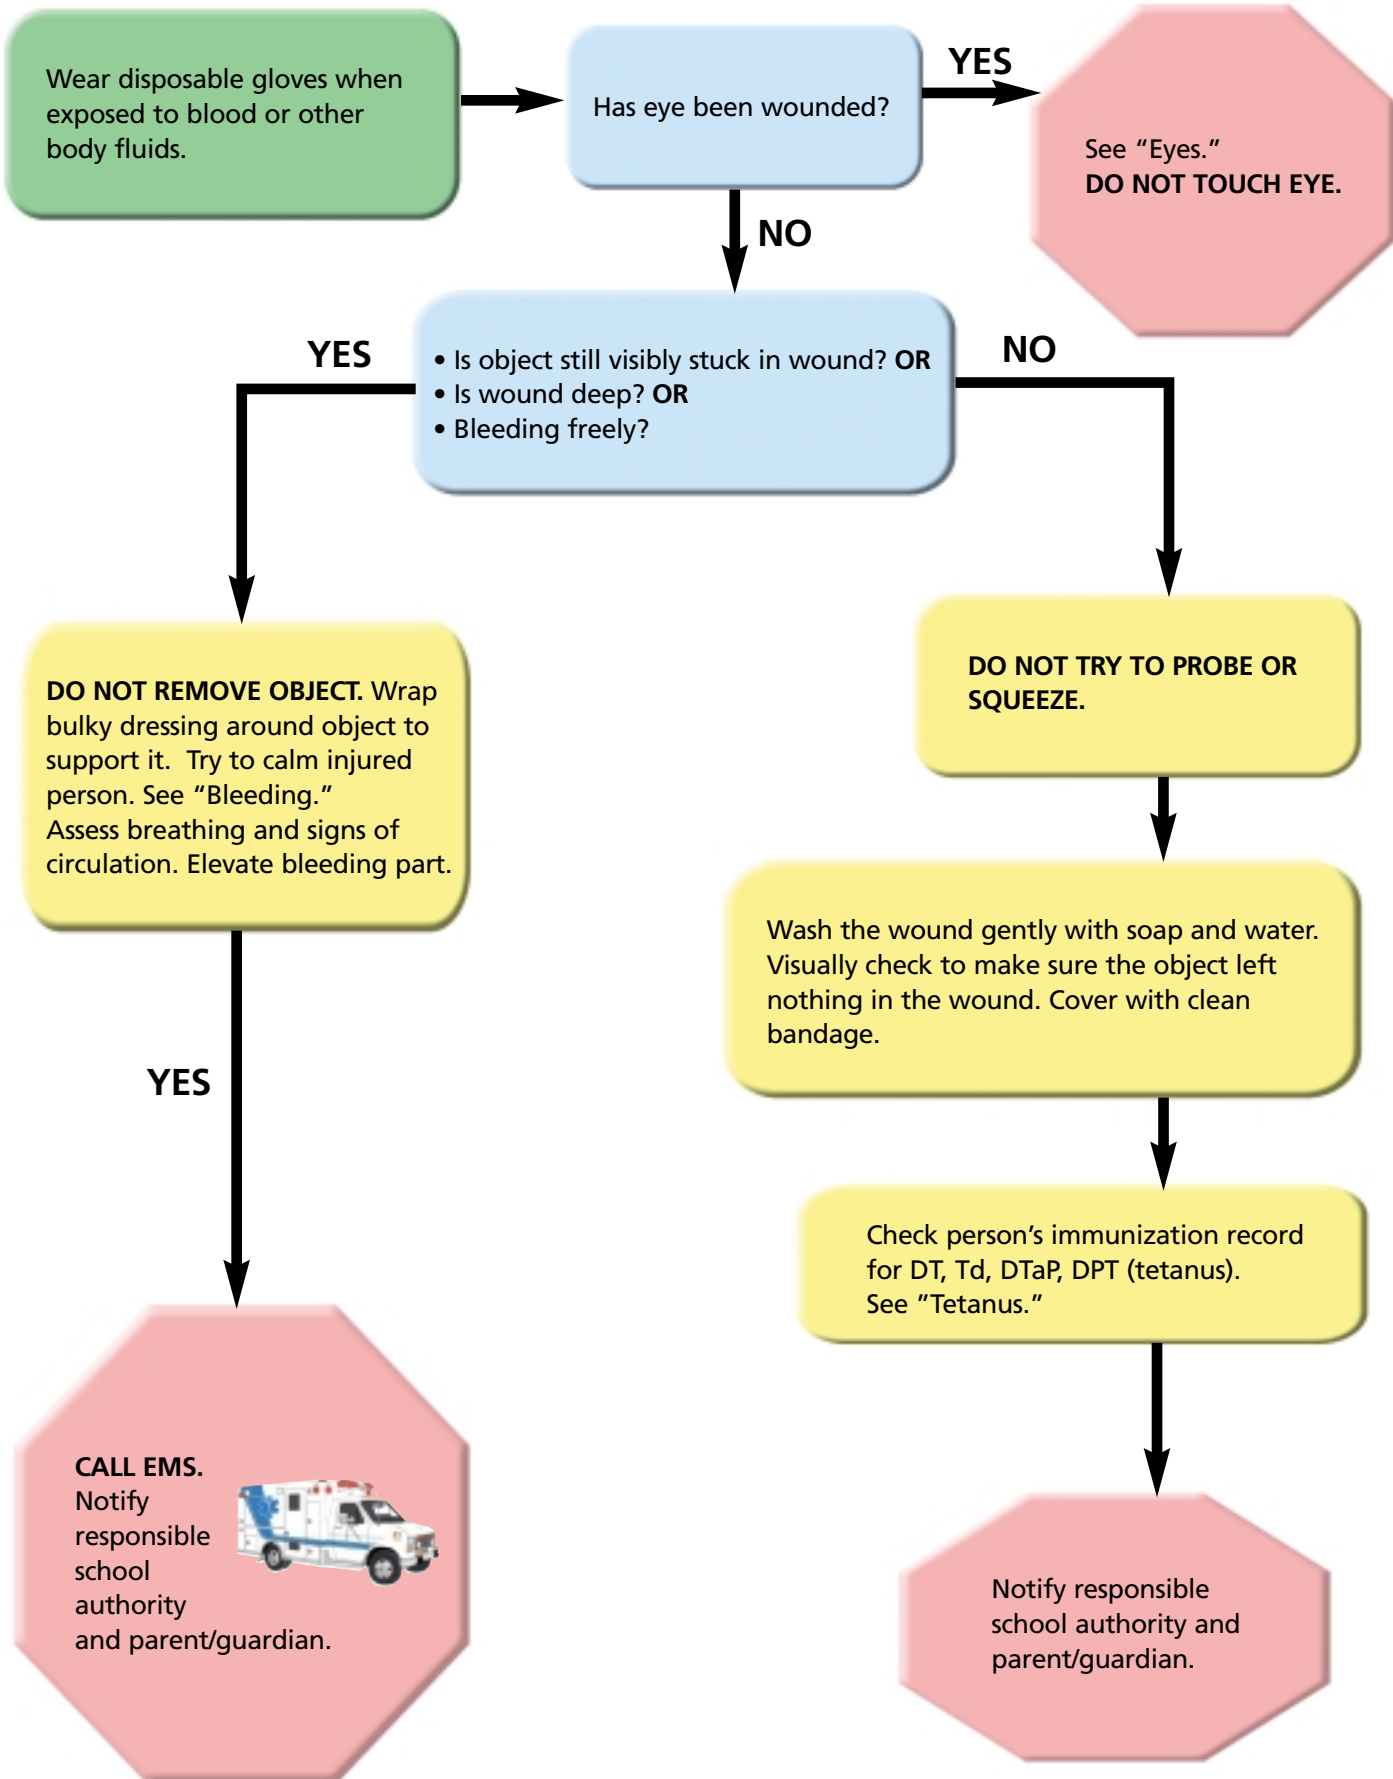 Wear disposable gloves when
exposed to blood or other
body fluids.
Has eye been wounded?
YES
See “Eyes.”
DO NOT TOUCH EYE.
NO
YES
• Is object still visibly stuck in wound? OR
• Is wound deep? OR
• Bleeding freely?
NO
DO NOT REMOVE OBJECT. Wrap
bulky dressing around object to
support it. Try to calm injured
person. See “Bleeding.”
Assess breathing and signs of
circulation. Elevate bleeding part.
YES
CALL EMS.
Notify
responsible
school
authority
and parent/guardian.
DO NOT TRY TO PROBE OR
SQUEEZE.
Wash the wound gently with soap and water.
Visually check to make sure the object left
nothing in the wound. Cover with clean
bandage.
Check person’s immunization record
for DT, Td, DTaP, DPT (tetanus).
See ”Tetanus.”
Notify responsible
school authority and
parent/guardian.